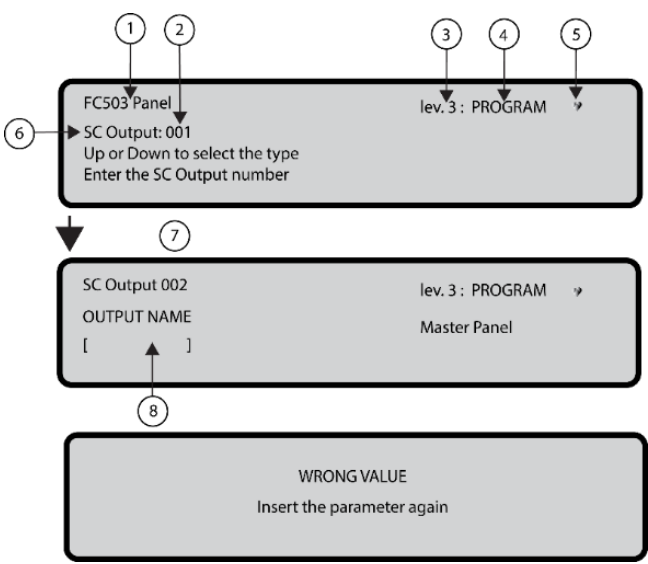 1 2 3 4 5
FC503 Panel lev. 3 : PROGRAM
6 SC Output: 001
Up or Down to select the type
Enter the SC Output number
7
SC Output 002 lev. 3 : PROGRAM
OUTPUT NAME Master Panel
[ ]
8
WRONG VALUE
Insert the parameter again